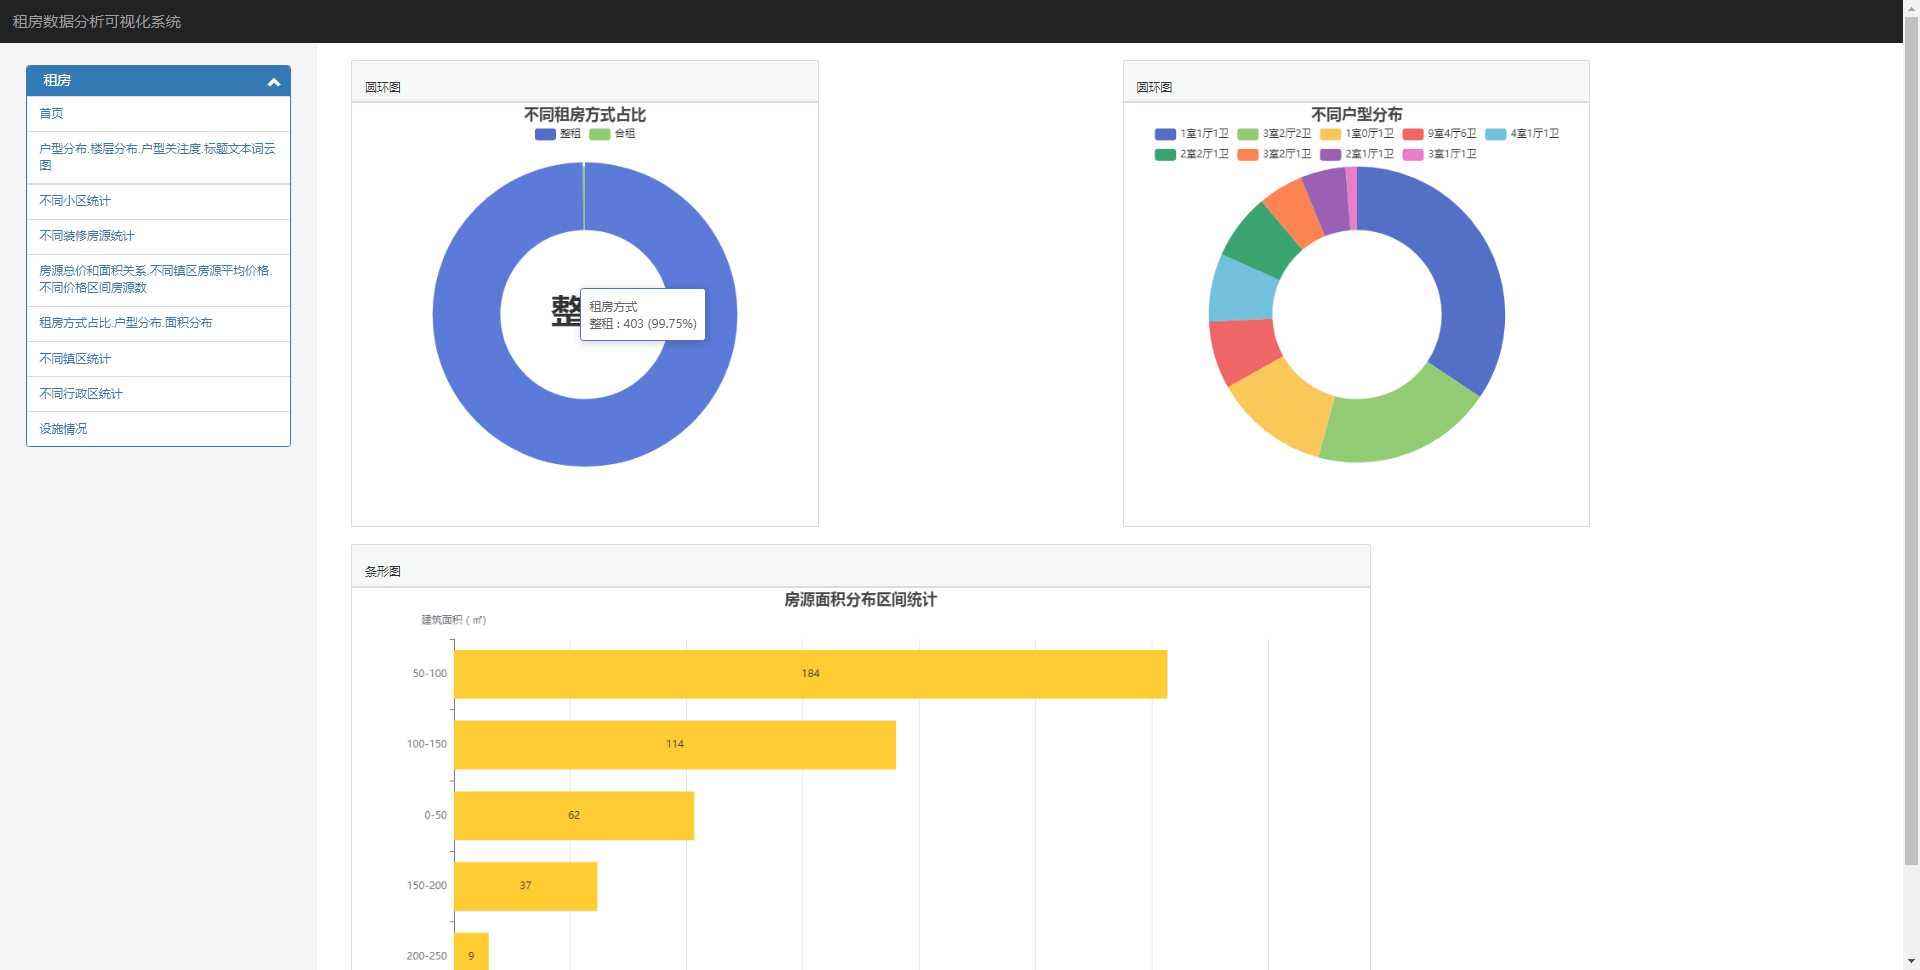 租房数据分析可视化系统
租房
首页
户型分布.楼层分布.户型关注度.标题文本词云
图
不同小区统计
不同装修房源统计
房源总价和面积关系.不同镇区房源平均价格.
不同价格区间房源数
租房方式占比.户型分布.面积分布
不同镇区统计
不同行政区统计
设施情况
圆环图
不同租房方式占比
整租 合租
整
租房方式
整租 : 403 (99.75%)
圆环图
不同户型分布
1室1厅1卫 3室2厅2卫 1室0厅1卫 9室4厅6卫 4室1厅1卫
2室2厅1卫 3室2厅1卫 2室1厅1卫 3室1厅1卫
条形图
房源面积分布区间统计
建筑面积 ( ㎡)
50-100 184
100-150 114
0-50 62
150-200 37
200-250 9